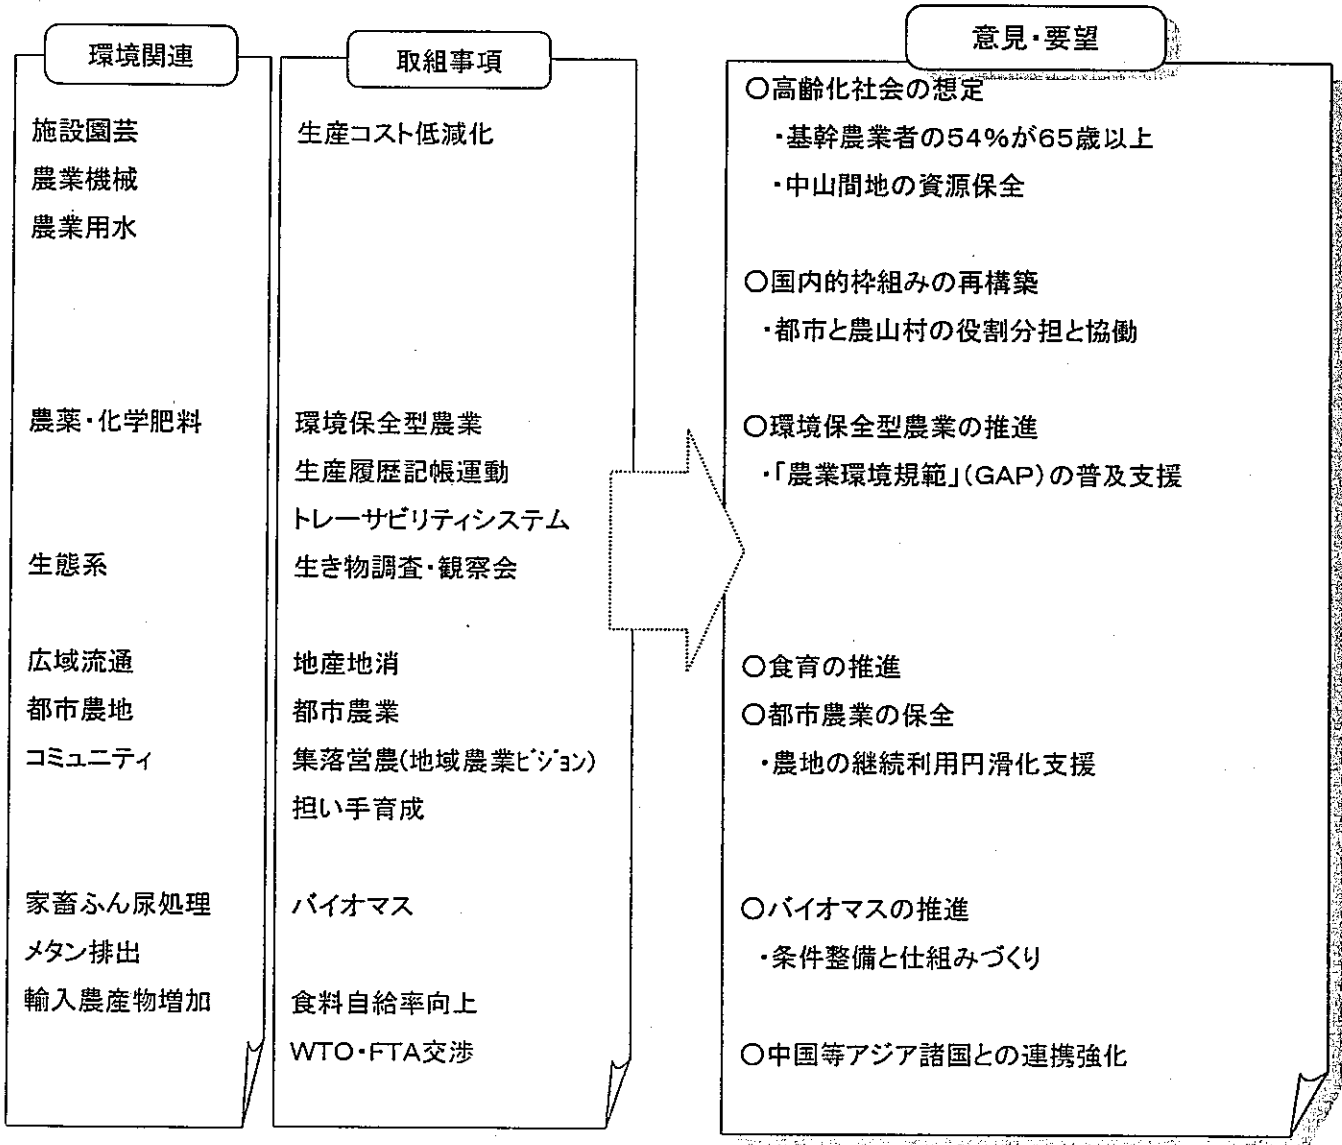 環境関連
施設園芸
農業機械
農業用水
農薬・化学肥料
生態系
広域流通
都市農地
コミュニティ
家畜ふん尿処理
メタン排出
輸入農産物増加
取組事項
生産コスト低減化
環境保全型農業
生産履歴記帳運動
トレーサビリティシステム
生き物調査・観察会
地産地消
都市農業
集落営農(地域農業ビジョン)
担い手育成
バイオマス
食料自給率向上
WTO・FTA交渉
意見・要望
○高齢化社会の想定
・基幹農業者の54%が65歳以上
・中山間地の資源保全
○国内的枠組みの再構築
・都市と農山村の役割分担と協働
○環境保全型農業の推進
・「農業環境規範」(GAP)の普及支援
○食育の推進
○都市農業の保全
・農地の継続利用円滑化支援
○バイオマスの推進
・条件整備と仕組みづくり
○中国等アジア諸国との連携強化